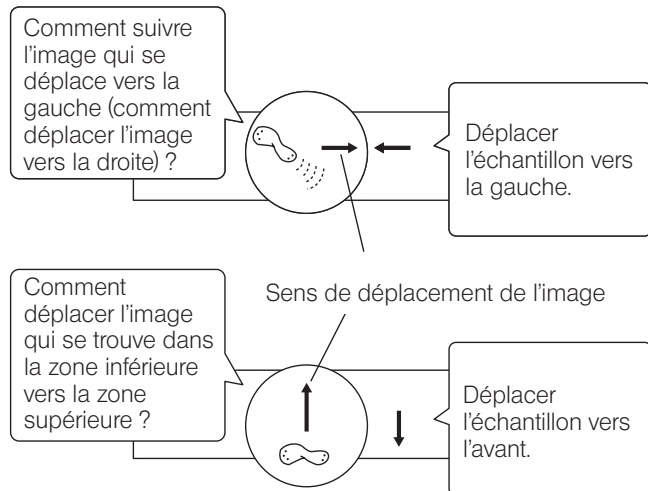 Comment suivre
l'image qui se
déplace vers la
gauche (comment
déplacer l'image
vers la droite) ?
Déplacer
l'échantillon vers
la gauche.
Sens de déplacement de l'image
Comment
déplacer l'image
qui se trouve dans
la zone inférieure
vers la zone
supérieure ?
Déplacer
l'échantillon vers
l'avant.